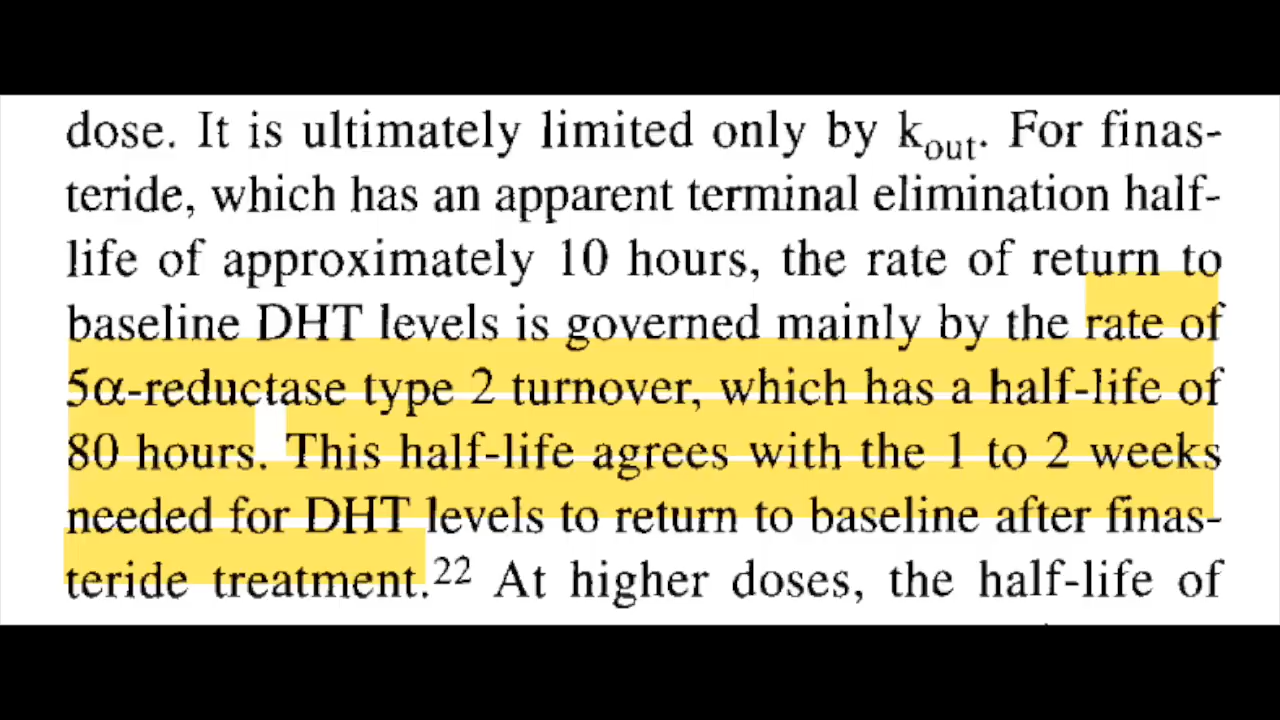 dose. It is ultimately limited only by kout. For finas-
teride, which has an apparent terminal elimination half-
life of approximately 10 hours, the rate of return to
baseline DHT levels is governed mainly by the rate of
5α-reductase type 2 turnover, which has a half-life of
80 hours. This half-life agrees with the 1 to 2 weeks
needed for DHT levels to return to baseline after finas-
teride treatment.22 At higher doses, the half-life of